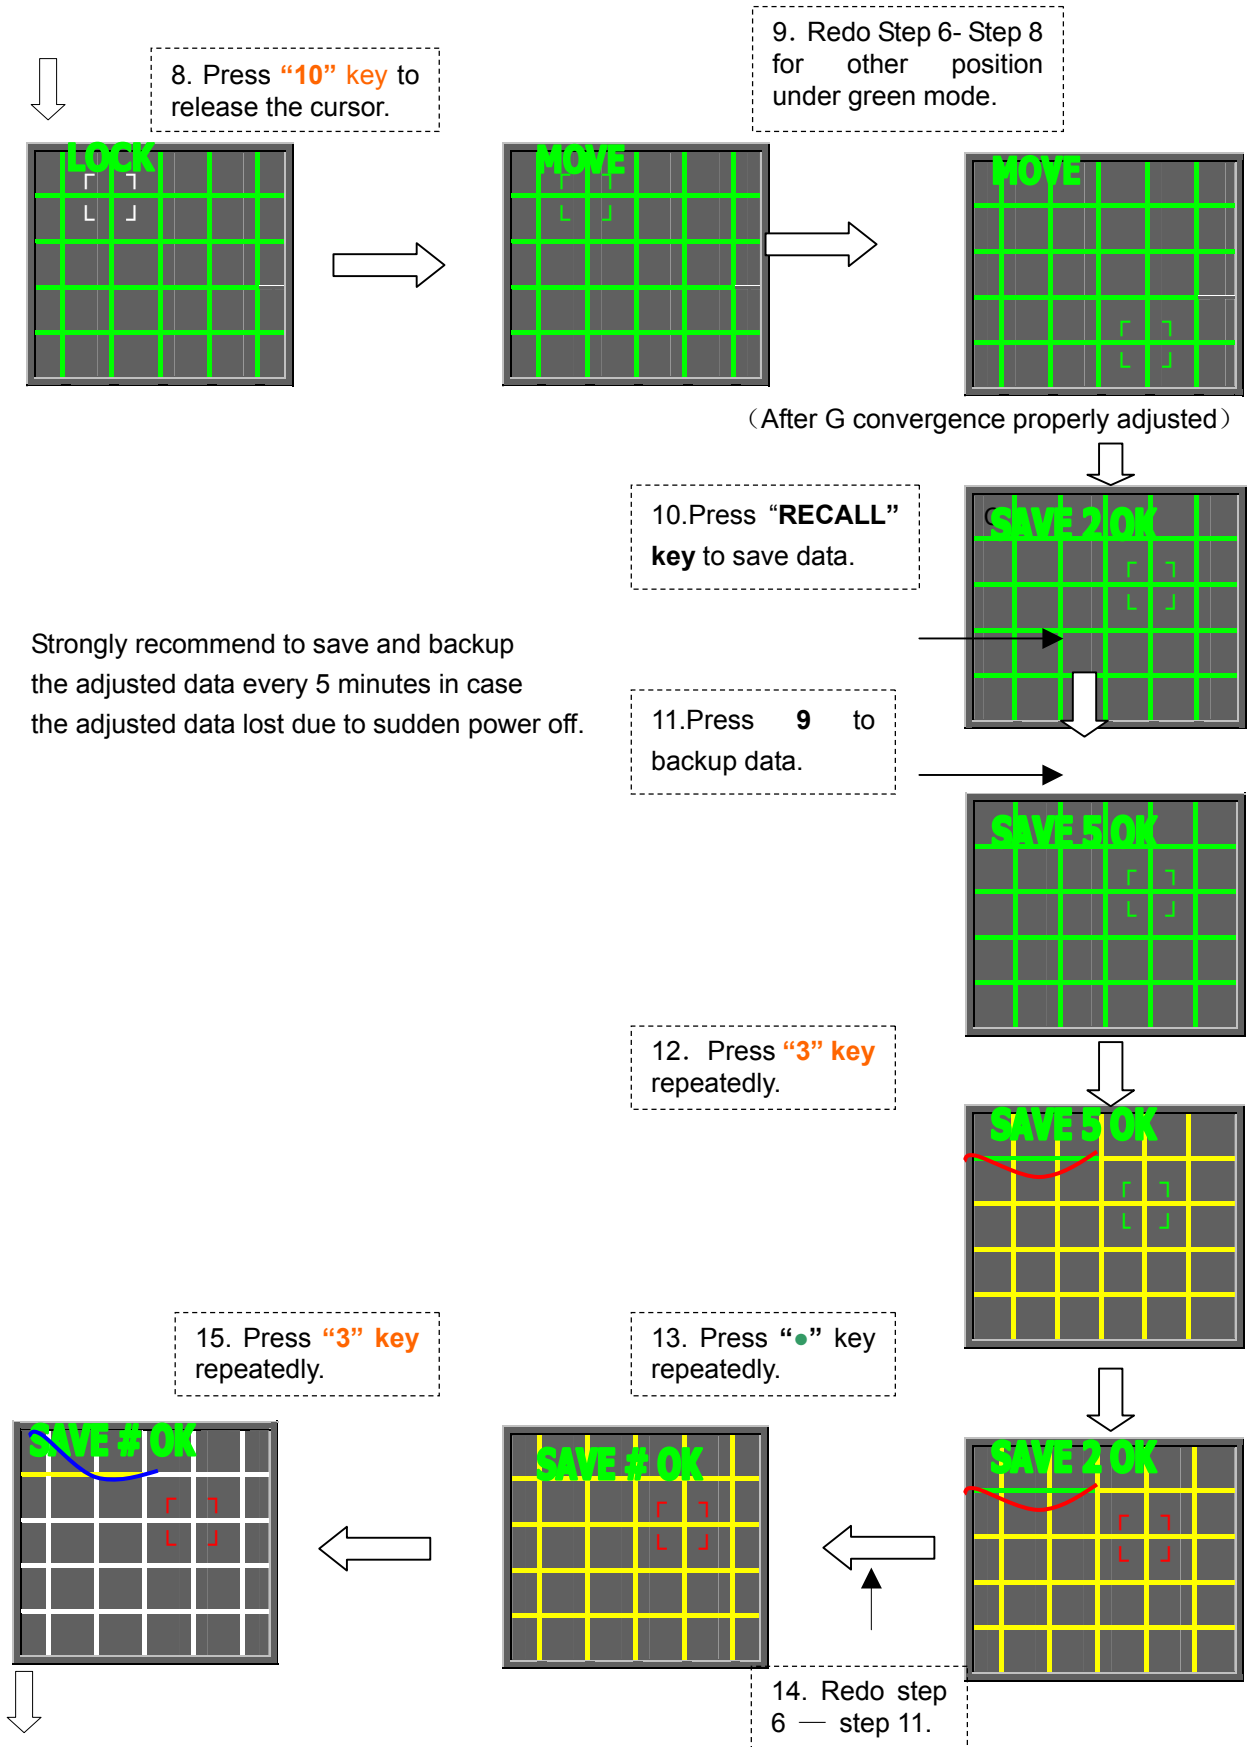 8. Press “10” key to
release the cursor.
9. Redo Step 6- Step 8
for other position
under green mode.
LOCK
MOVE
MOVE
（After G convergence properly adjusted）
10.Press “RECALL”
key to save data.
SAVE 2 OK
Strongly recommend to save and backup
the adjusted data every 5 minutes in case
the adjusted data lost due to sudden power off.
11.Press 9 to
backup data.
SAVE 5 OK
12. Press “3” key
repeatedly.
SAVE 5 OK
15. Press “3” key
repeatedly.
13. Press “●” key
repeatedly.
SAVE # OK
SAVE # OK
SAVE 2 OK
14. Redo step
6 — step 11.